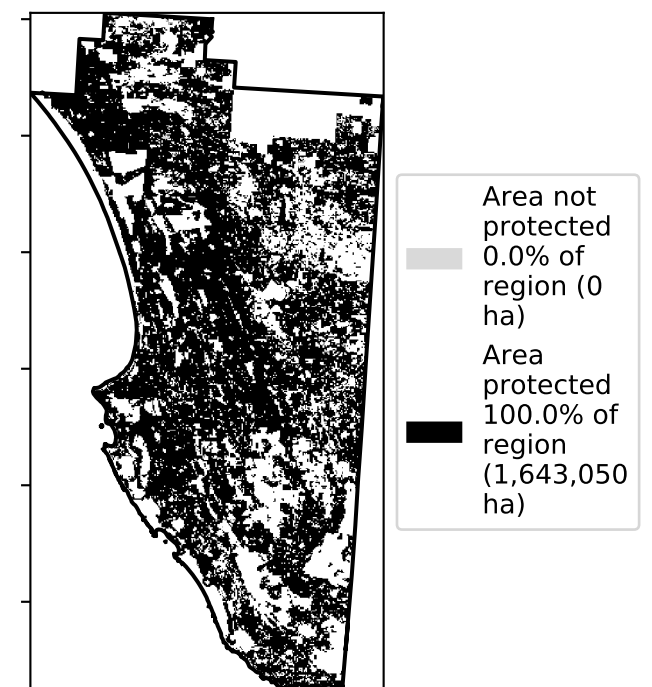 Area not
protected
0.0% of
region (0
ha)
Area
protected
100.0% of
region
(1,643,050
ha)